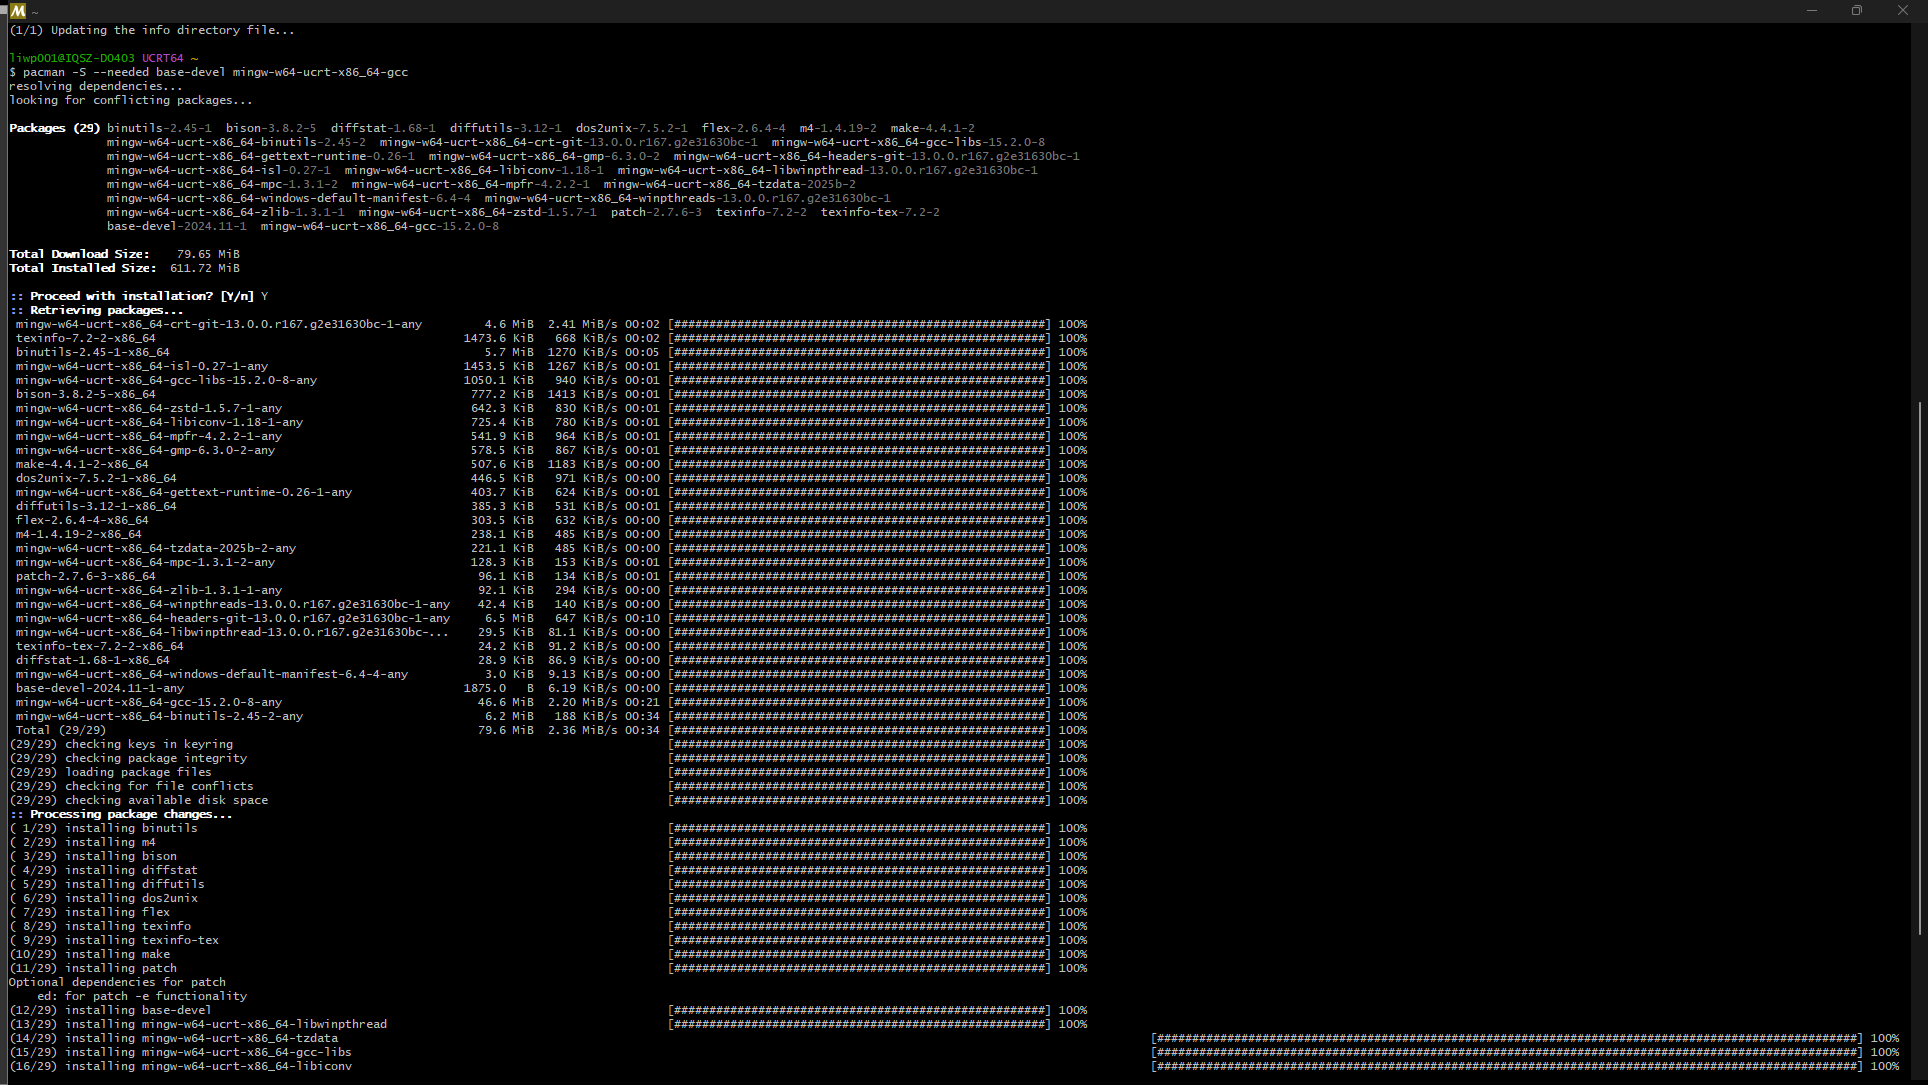 ~
(1/1) Updating the info directory file...
liwp001@IQSZ-D0403 UCRT64 ~
$ pacman -S --needed base-devel mingw-w64-ucrt-x86_64-gcc
resolving dependencies...
looking for conflicting packages...
Packages (29) binutils-2.45-1  bison-3.8.2-5  diffstat-1.68-1  diffutils-3.12-1  dos2unix-7.5.2-1  flex-2.6.4-4  m4-1.4.19-2  make-4.4.1-2
mingw-w64-ucrt-x86_64-binutils-2.45-2  mingw-w64-ucrt-x86_64-crt-git-13.0.0.r167.g2e31630bc-1  mingw-w64-ucrt-x86_64-gcc-libs-15.2.0-8
mingw-w64-ucrt-x86_64-gettext-runtime-0.26-1  mingw-w64-ucrt-x86_64-gmp-6.3.0-2  mingw-w64-ucrt-x86_64-headers-git-13.0.0.r167.g2e31630bc-1
mingw-w64-ucrt-x86_64-isl-0.27-1  mingw-w64-ucrt-x86_64-libiconv-1.18-1  mingw-w64-ucrt-x86_64-libwinpthread-13.0.0.r167.g2e31630bc-1
mingw-w64-ucrt-x86_64-mpc-1.3.1-2  mingw-w64-ucrt-x86_64-mpfr-4.2.2-1  mingw-w64-ucrt-x86_64-tzdata-2025b-2
mingw-w64-ucrt-x86_64-windows-default-manifest-6.4-4  mingw-w64-ucrt-x86_64-winpthreads-13.0.0.r167.g2e31630bc-1
mingw-w64-ucrt-x86_64-zlib-1.3.1-1  mingw-w64-ucrt-x86_64-zstd-1.5.7-1  patch-2.7.6-3  texinfo-7.2-2  texinfo-tex-7.2-2
base-devel-2024.11-1  mingw-w64-ucrt-x86_64-gcc-15.2.0-8
Total Download Size:    79.65 MiB
Total Installed Size:  611.72 MiB
:: Proceed with installation? [Y/n] Y
:: Retrieving packages...
mingw-w64-ucrt-x86_64-crt-git-13.0.0.r167.g2e31630bc-1-any 4.6 MiB 2.41 MiB/s 00:02 [#####################################################] 100%
texinfo-7.2-2-x86_64 1473.6 KiB 668 KiB/s 00:02 [#####################################################] 100%
binutils-2.45-1-x86_64 5.7 MiB 1270 KiB/s 00:05 [#####################################################] 100%
mingw-w64-ucrt-x86_64-isl-0.27-1-any 1453.5 KiB 1267 KiB/s 00:01 [#####################################################] 100%
mingw-w64-ucrt-x86_64-gcc-libs-15.2.0-8-any 1050.1 KiB 940 KiB/s 00:01 [#####################################################] 100%
bison-3.8.2-5-x86_64 777.2 KiB 1413 KiB/s 00:01 [#####################################################] 100%
mingw-w64-ucrt-x86_64-zstd-1.5.7-1-any 642.3 KiB 830 KiB/s 00:01 [#####################################################] 100%
mingw-w64-ucrt-x86_64-libiconv-1.18-1-any 725.4 KiB 780 KiB/s 00:01 [#####################################################] 100%
mingw-w64-ucrt-x86_64-mpfr-4.2.2-1-any 541.9 KiB 964 KiB/s 00:01 [#####################################################] 100%
mingw-w64-ucrt-x86_64-gmp-6.3.0-2-any 578.5 KiB 867 KiB/s 00:01 [#####################################################] 100%
make-4.4.1-2-x86_64 507.6 KiB 1183 KiB/s 00:00 [#####################################################] 100%
dos2unix-7.5.2-1-x86_64 446.5 KiB 971 KiB/s 00:00 [#####################################################] 100%
mingw-w64-ucrt-x86_64-gettext-runtime-0.26-1-any 403.7 KiB 624 KiB/s 00:01 [#####################################################] 100%
diffutils-3.12-1-x86_64 385.3 KiB 531 KiB/s 00:01 [#####################################################] 100%
flex-2.6.4-4-x86_64 303.5 KiB 632 KiB/s 00:00 [#####################################################] 100%
m4-1.4.19-2-x86_64 238.1 KiB 485 KiB/s 00:00 [#####################################################] 100%
mingw-w64-ucrt-x86_64-tzdata-2025b-2-any 221.1 KiB 485 KiB/s 00:00 [#####################################################] 100%
mingw-w64-ucrt-x86_64-mpc-1.3.1-2-any 128.3 KiB 153 KiB/s 00:01 [#####################################################] 100%
patch-2.7.6-3-x86_64 96.1 KiB 134 KiB/s 00:01 [#####################################################] 100%
mingw-w64-ucrt-x86_64-zlib-1.3.1-1-any 92.1 KiB 294 KiB/s 00:00 [#####################################################] 100%
mingw-w64-ucrt-x86_64-winpthreads-13.0.0.r167.g2e31630bc-1-any 42.4 KiB 140 KiB/s 00:00 [#####################################################] 100%
mingw-w64-ucrt-x86_64-headers-git-13.0.0.r167.g2e31630bc-1-any 6.5 MiB 647 KiB/s 00:10 [#####################################################] 100%
mingw-w64-ucrt-x86_64-libwinpthread-13.0.0.r167.g2e31630bc-... 29.5 KiB 81.1 KiB/s 00:00 [#####################################################] 100%
texinfo-tex-7.2-2-x86_64 24.2 KiB 91.2 KiB/s 00:00 [#####################################################] 100%
diffstat-1.68-1-x86_64 28.9 KiB 86.9 KiB/s 00:00 [#####################################################] 100%
mingw-w64-ucrt-x86_64-windows-default-manifest-6.4-4-any 3.0 KiB 9.13 KiB/s 00:00 [#####################################################] 100%
base-devel-2024.11-1-any 1875.0 B 6.19 KiB/s 00:00 [#####################################################] 100%
mingw-w64-ucrt-x86_64-gcc-15.2.0-8-any 46.6 MiB 2.20 MiB/s 00:21 [#####################################################] 100%
mingw-w64-ucrt-x86_64-binutils-2.45-2-any 6.2 MiB 188 KiB/s 00:34 [#####################################################] 100%
Total (29/29) 79.6 MiB 2.36 MiB/s 00:34 [#####################################################] 100%
(29/29) checking keys in keyring [#####################################################] 100%
(29/29) checking package integrity [#####################################################] 100%
(29/29) loading package files [#####################################################] 100%
(29/29) checking for file conflicts [#####################################################] 100%
(29/29) checking available disk space [#####################################################] 100%
:: Processing package changes...
( 1/29) installing binutils [#####################################################] 100%
( 2/29) installing m4 [#####################################################] 100%
( 3/29) installing bison [#####################################################] 100%
( 4/29) installing diffstat [#####################################################] 100%
( 5/29) installing diffutils [#####################################################] 100%
( 6/29) installing dos2unix [#####################################################] 100%
( 7/29) installing flex [#####################################################] 100%
( 8/29) installing texinfo [#####################################################] 100%
( 9/29) installing texinfo-tex [#####################################################] 100%
(10/29) installing make [#####################################################] 100%
(11/29) installing patch [#####################################################] 100%
Optional dependencies for patch
ed: for patch -e functionality
(12/29) installing base-devel [#####################################################] 100%
(13/29) installing mingw-w64-ucrt-x86_64-libwinpthread [#####################################################] 100%
(14/29) installing mingw-w64-ucrt-x86_64-tzdata [####################################################################################################] 100%
(15/29) installing mingw-w64-ucrt-x86_64-gcc-libs [####################################################################################################] 100%
(16/29) installing mingw-w64-ucrt-x86_64-libiconv [####################################################################################################] 100%